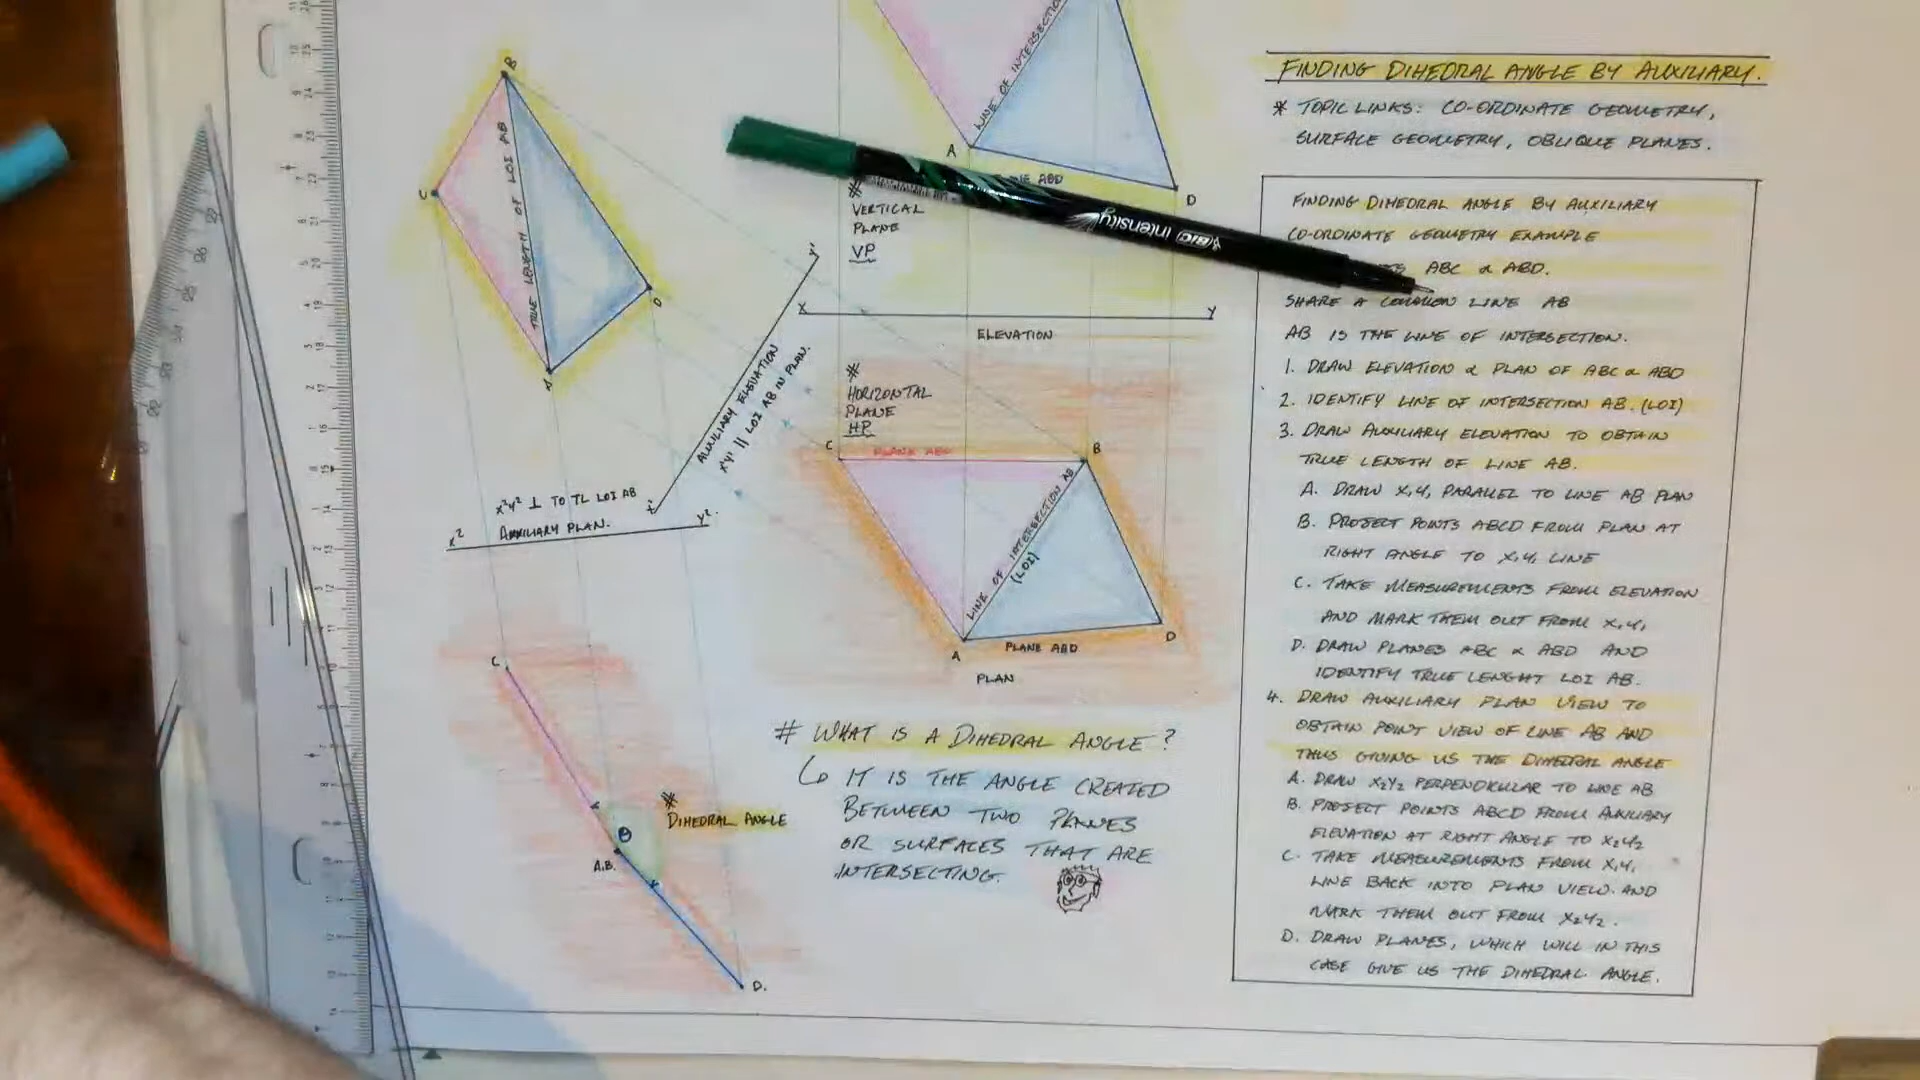 FINDING DIHEDRAL ANGLE BY AUXILIARY.
* TOPIC LINKS: CO-ORDINATE GEOMETRY,
SURFACE GEOMETRY, OBLIQUE PLANES.
FINDING DIHEDRAL ANGLE BY AUXILIARY
CO-ORDINATE GEOMETRY EXAMPLE
ABC & ABD.
SHARE A COMMON LINE AB
AB IS THE LINE OF INTERSECTION.
1. DRAW ELEVATION & PLAN OF ABC & ABD
2. IDENTIFY LINE OF INTERSECTION AB. (LOI)
3. DRAW AUXILIARY ELEVATION TO OBTAIN
TRUE LENGTH OF LINE AB.
A. DRAW X₁Y₁ PARALLEL TO LINE AB PLAN
B. PROJECT POINTS ABCD FROM PLAN AT
RIGHT ANGLE TO X₁Y₁ LINE
C. TAKE MEASUREMENTS FROM ELEVATION
AND MARK THEM OUT FROM X₁Y₁
D. DRAW PLANES ABC & ABD AND
IDENTIFY TRUE LENGHT LOI AB.
4. DRAW AUXILIARY PLAN VIEW TO
OBTAIN POINT VIEW OF LINE AB AND
THUS GIVING US THE DIHEDRAL ANGLE
A. DRAW X₂Y₂ PERPENDICULAR TO LINE AB
B. PROJECT POINTS ABCD FROM AUXILIARY
ELEVATION AT RIGHT ANGLE TO X₂Y₂
C. TAKE MEASUREMENTS FROM X₁Y₁
LINE BACK INTO PLAN VIEW. AND
MARK THEM OUT FROM X₂Y₂.
D. DRAW PLANES, WHICH WILL IN THIS
CASE GIVE US THE DIHEDRAL ANGLE.
LINE OF INTERSECTION
A
ABD
D
BIC intensity
#
VERTICAL
PLANE
VP
X
Y
ELEVATION
#
HORIZONTAL
PLANE
HP
C
PLANE ABC
B
LINE OF INTERSECTION AB
(LOI)
A
PLANE ABD
D
PLAN
B
C
TRUE LENGTH OF LOI AB
D
A
Y'
AUXILIARY ELEVATION
X'Y' || LOI AB IN PLAN.
X²Y² ⊥ TO TL LOI AB
AUXILIARY PLAN.
X²
Y².
C
θ
A.B.
D.
*
DIHEDRAL ANGLE
# WHAT IS A DIHEDRAL ANGLE?
IT IS THE ANGLE CREATED
BETWEEN TWO PLANES
OR SURFACES THAT ARE
INTERSECTING.